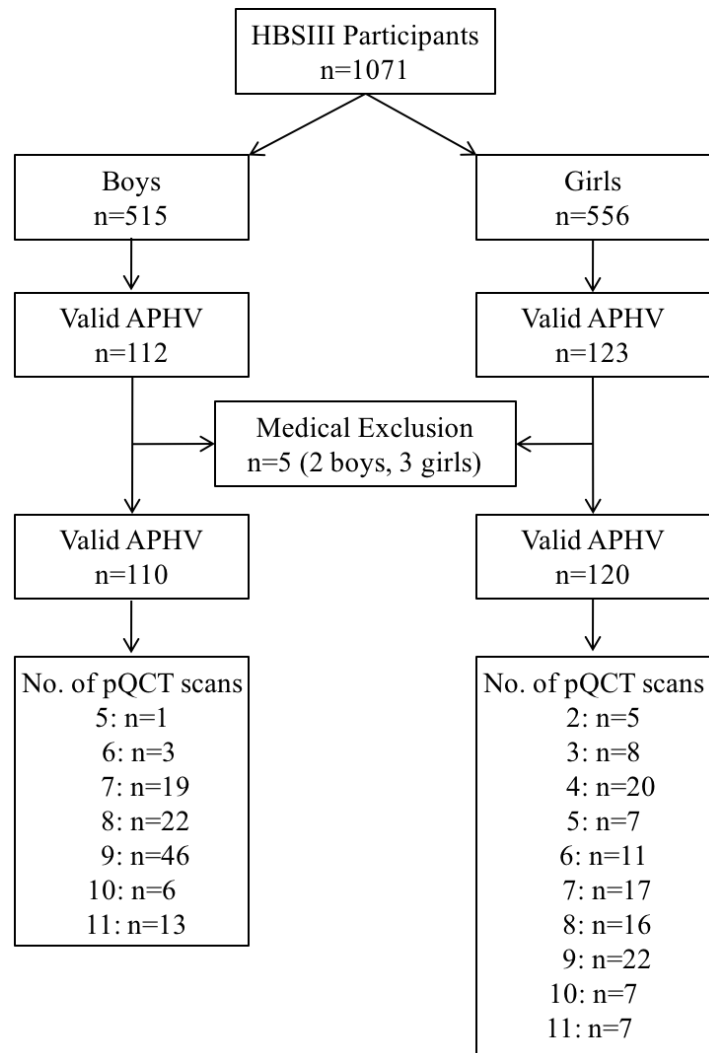 HBSIII Participants
n=1071
Boys
n=515
Girls
n=556
Valid APHV
n=112
Valid APHV
n=123
Medical Exclusion
n=5 (2 boys, 3 girls)
Valid APHV
n=110
Valid APHV
n=120
No. of pQCT scans
5: n=1
6: n=3
7: n=19
8: n=22
9: n=46
10: n=6
11: n=13
No. of pQCT scans
2: n=5
3: n=8
4: n=20
5: n=7
6: n=11
7: n=17
8: n=16
9: n=22
10: n=7
11: n=7